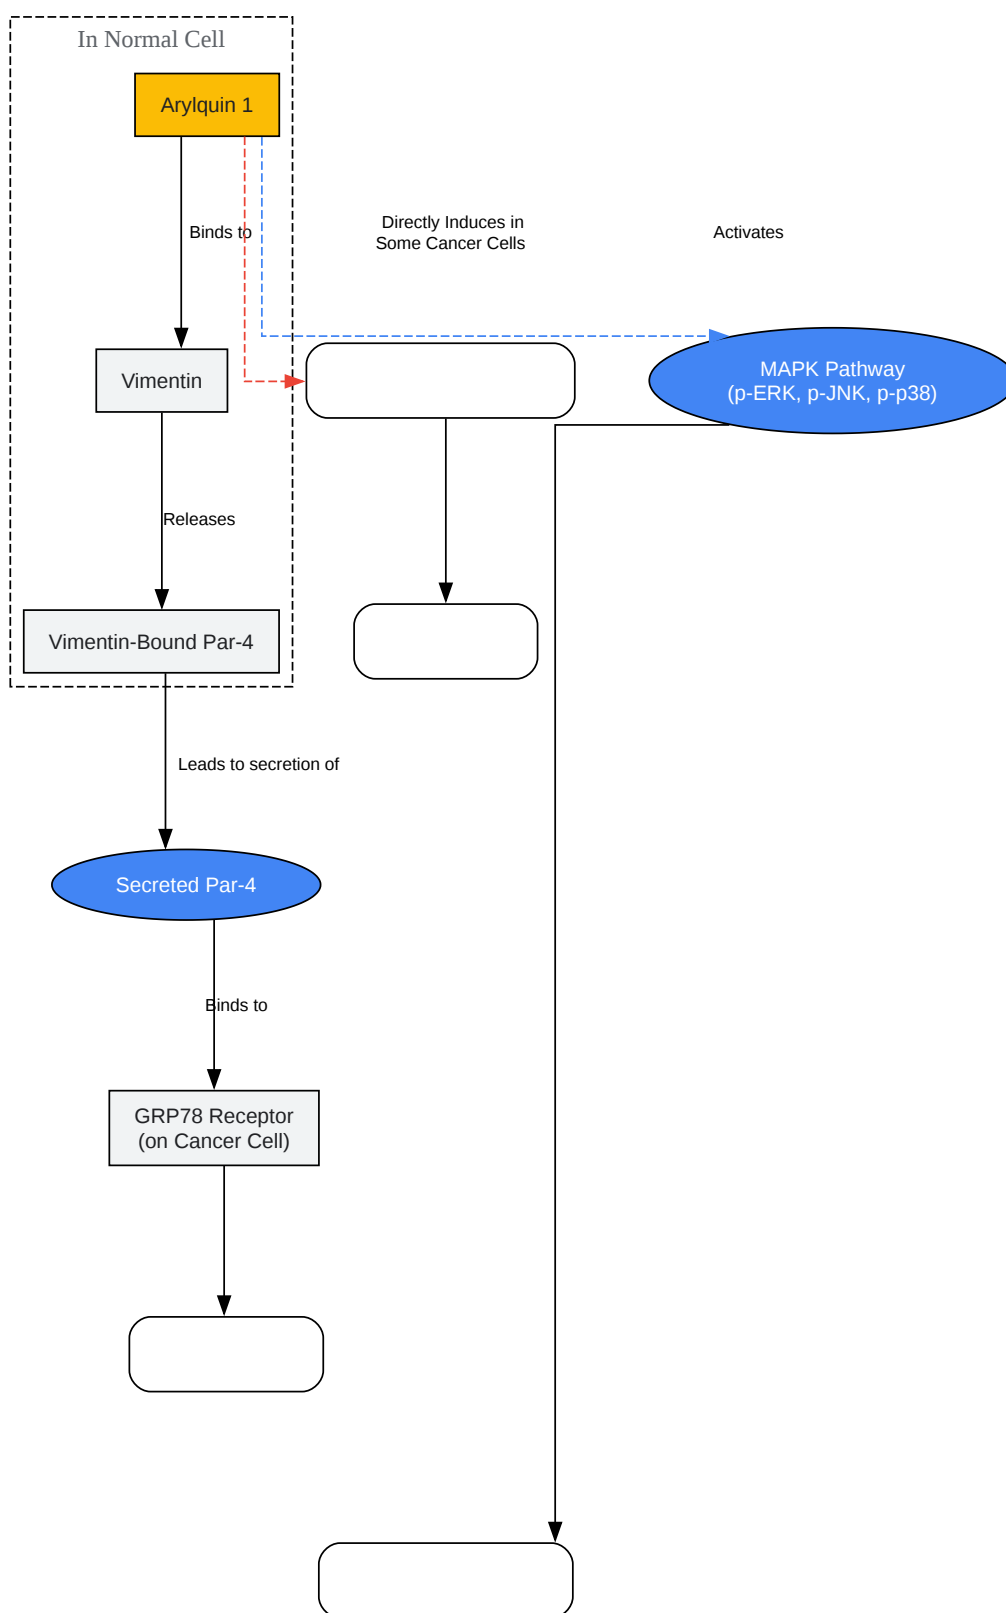 In Normal Cell
Arylquin 1
Binds to
Directly Induces in
Some Cancer Cells
Activates
Vimentin
MAPK Pathway
(p-ERK, p-JNK, p-p38)
Releases
Vimentin-Bound Par-4
Leads to secretion of
Secreted Par-4
Binds to
GRP78 Receptor
(on Cancer Cell)